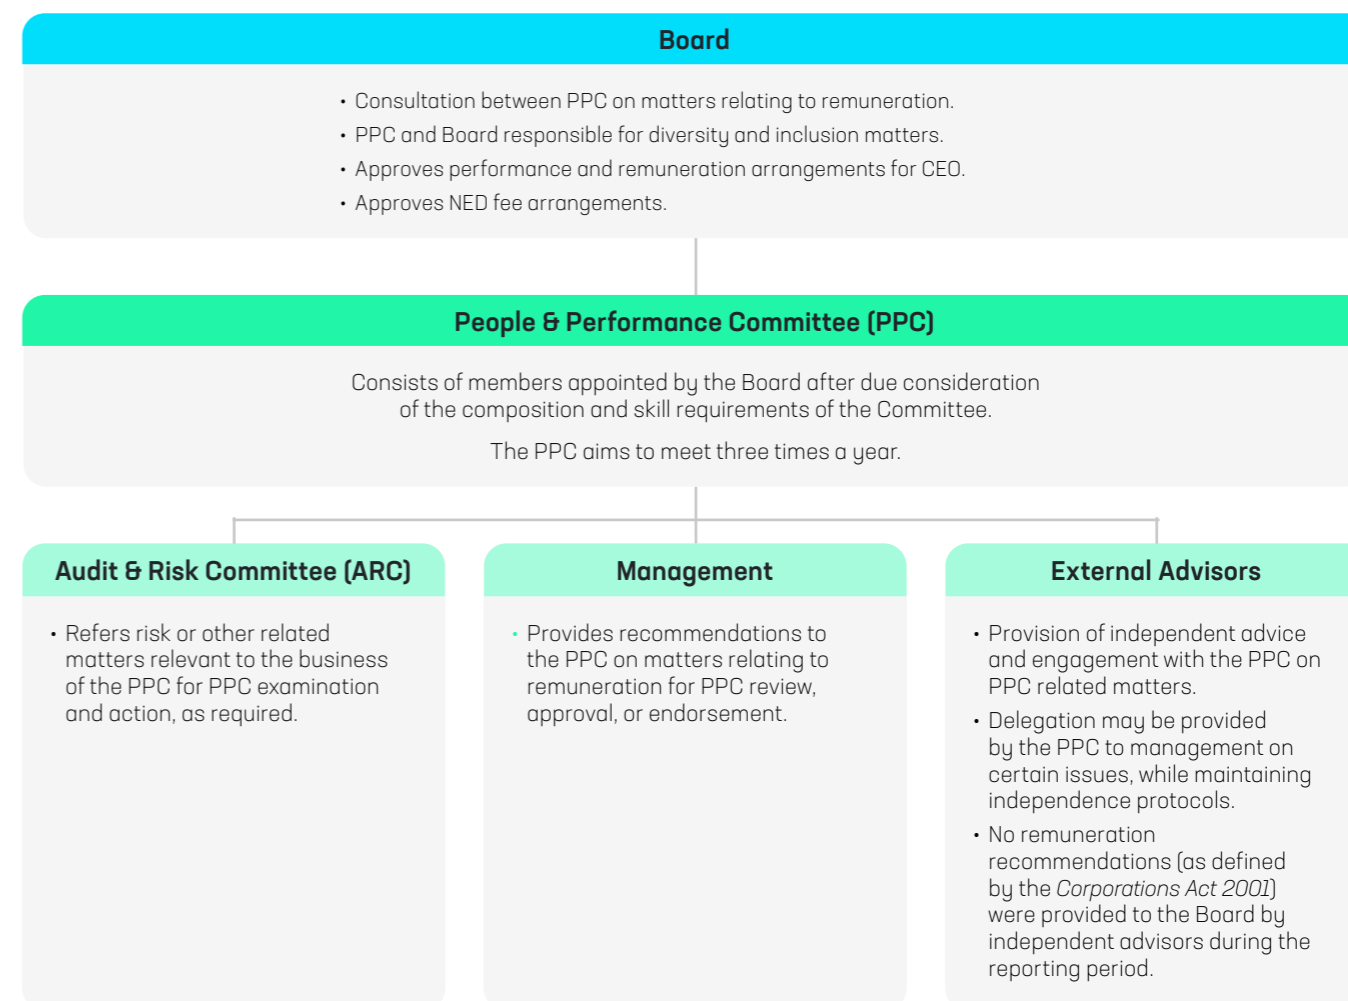 Board
• Consultation between PPC on matters relating to remuneration.
• PPC and Board responsible for diversity and inclusion matters.
• Approves performance and remuneration arrangements for CEO.
• Approves NED fee arrangements.
People & Performance Committee (PPC)
Consists of members appointed by the Board after due consideration
of the composition and skill requirements of the Committee.
The PPC aims to meet three times a year.
Audit & Risk Committee (ARC)
• Refers risk or other related
matters relevant to the business
of the PPC for PPC examination
and action, as required.
Management
• Provides recommendations to
the PPC on matters relating to
remuneration for PPC review,
approval, or endorsement.
External Advisors
• Provision of independent advice
and engagement with the PPC on
PPC related matters.
• Delegation may be provided
by the PPC to management on
certain issues, while maintaining
independence protocols.
• No remuneration
recommendations (as defined
by the Corporations Act 2001)
were provided to the Board by
independent advisors during the
reporting period.